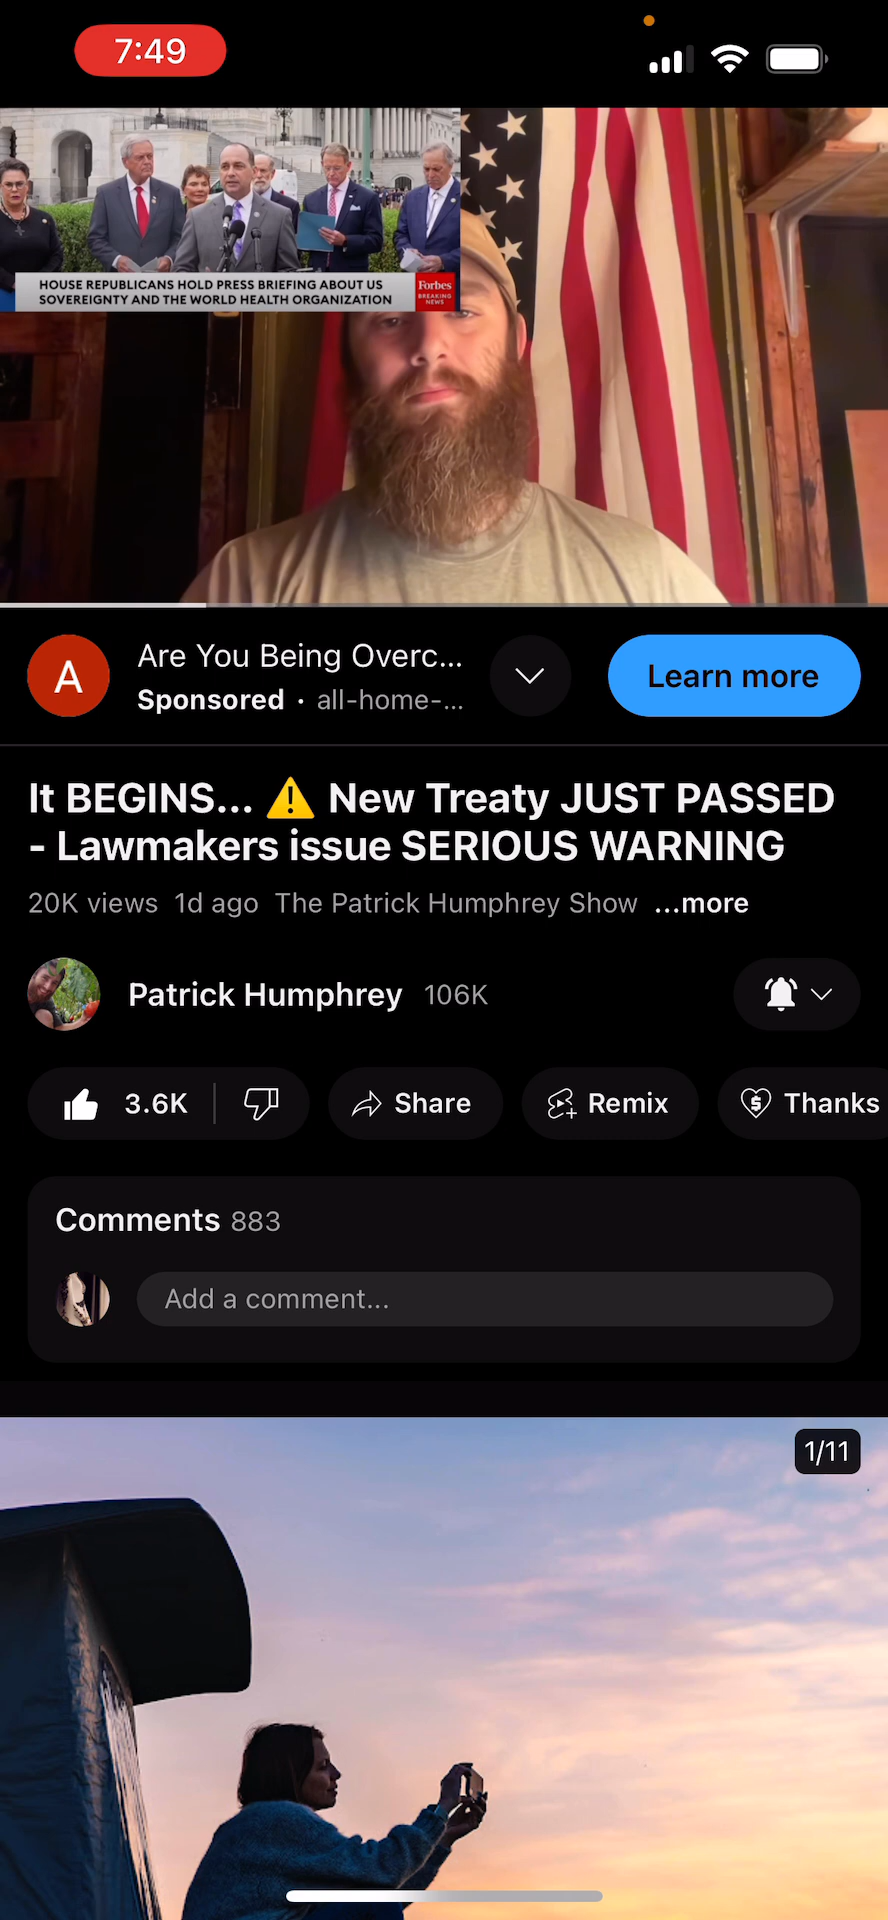 7:49
HOUSE REPUBLICANS HOLD PRESS BRIEFING ABOUT US
SOVEREIGNTY AND THE WORLD HEALTH ORGANIZATION
Forbes
BREAKING
NEWS
A
Are You Being Overc...
Sponsored · all-home-...
Learn more
It BEGINS... ⚠️ New Treaty JUST PASSED
- Lawmakers issue SERIOUS WARNING
20K views 1d ago The Patrick Humphrey Show ...more
Patrick Humphrey 106K
3.6K
Share
Remix
Thanks
Comments 883
Add a comment...
1/11